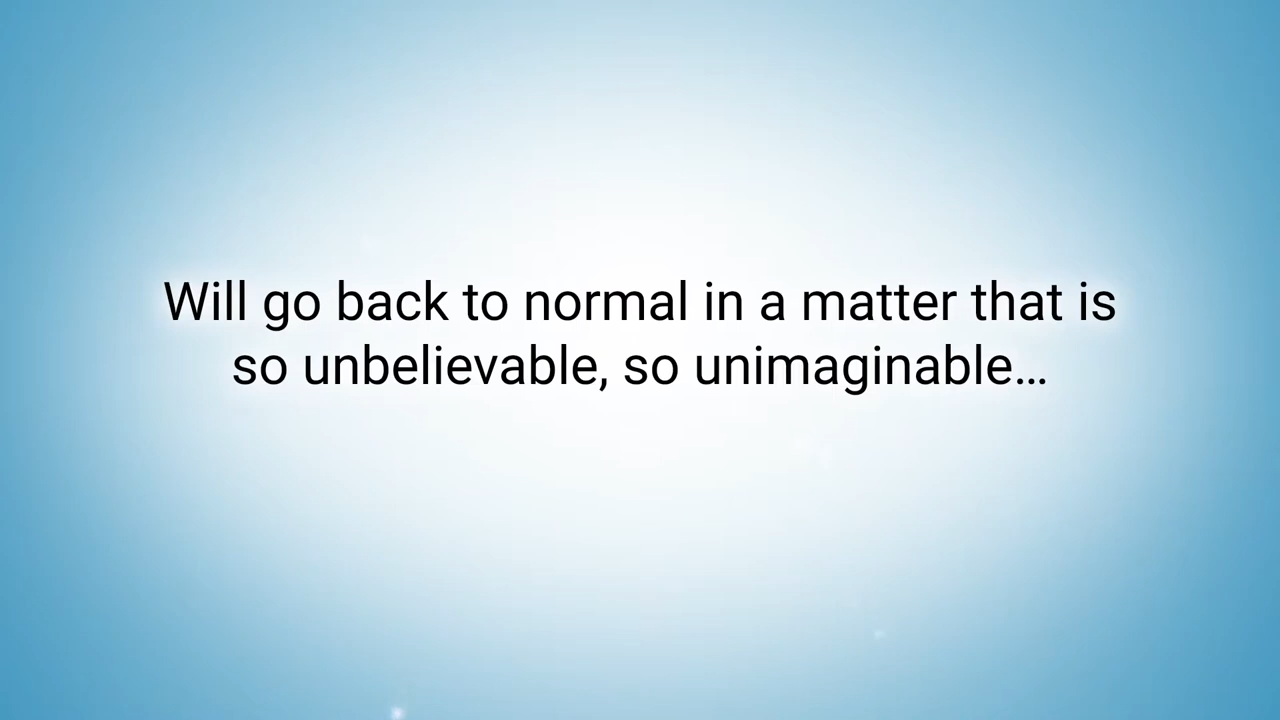 Will go back to normal in a matter that is
so unbelievable, so unimaginable…